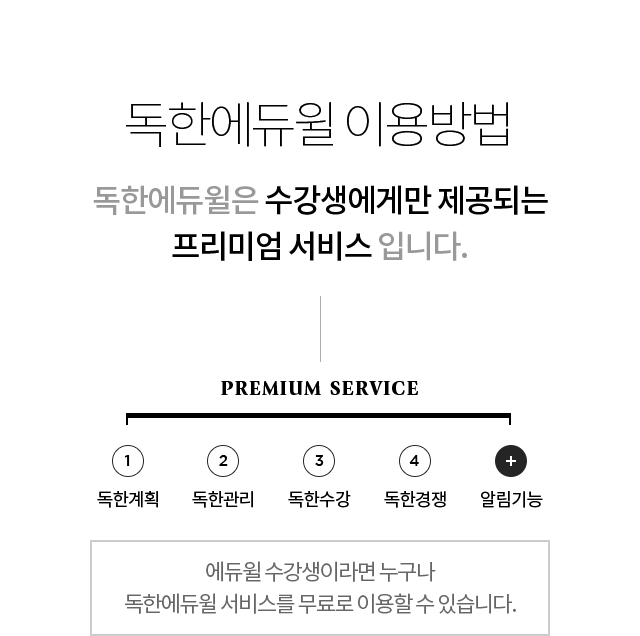 독한에듀윌 이용방법
독한에듀윌은 수강생에게만 제공되는
프리미엄 서비스 입니다.
PREMIUM SERVICE
1 2 3 4 +
독한계획 독한관리 독한수강 독한경쟁 알림기능
에듀윌 수강생이라면 누구나
독한에듀윌 서비스를 무료로 이용할 수 있습니다.